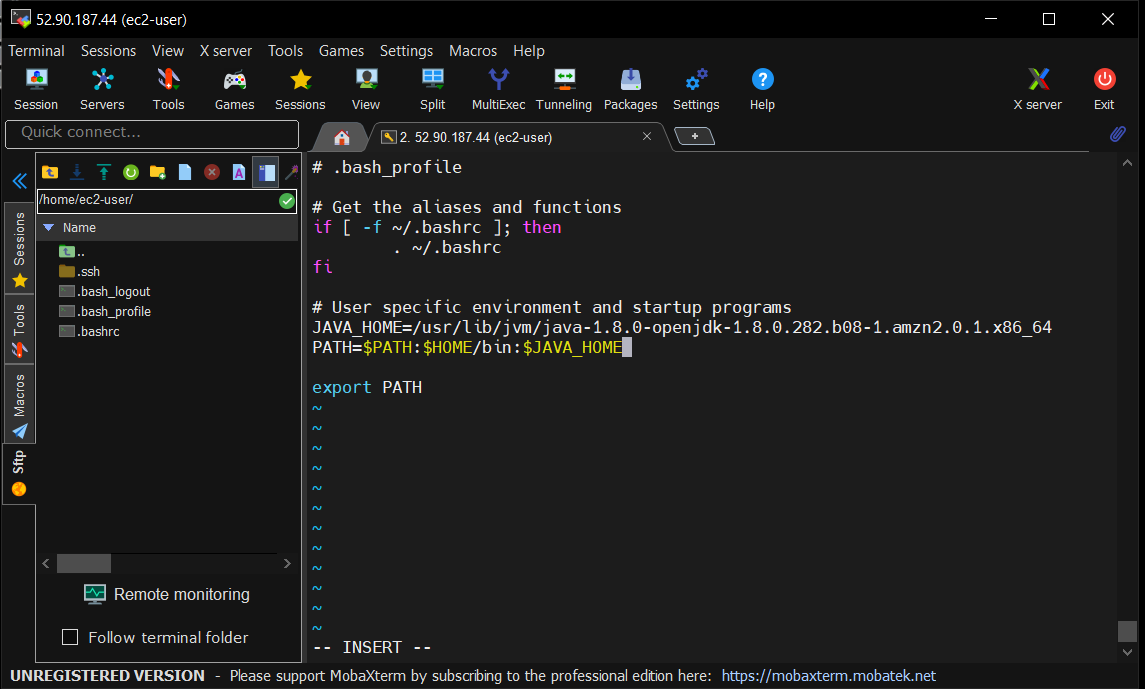 52.90.187.44 (ec2-user)
Terminal Sessions View X server Tools Games Settings Macros Help
Session Servers Tools Games Sessions View Split MultiExec Tunneling Packages Settings Help X server Exit
Quick connect...
2. 52.90.187.44 (ec2-user)
/home/ec2-user/
Name
..
.ssh
.bash_logout
.bash_profile
.bashrc
Sessions
Tools
Macros
Sftp
Remote monitoring
Follow terminal folder
# .bash_profile
# Get the aliases and functions
if [ -f ~/.bashrc ]; then
        . ~/.bashrc
fi
# User specific environment and startup programs
JAVA_HOME=/usr/lib/jvm/java-1.8.0-openjdk-1.8.0.282.b08-1.amzn2.0.1.x86_64
PATH=$PATH:$HOME/bin:$JAVA_HOME
export PATH
~
~
~
~
~
~
~
~
~
~
~
~
-- INSERT --
UNREGISTERED VERSION - Please support MobaXterm by subscribing to the professional edition here: https://mobaxterm.mobatek.net